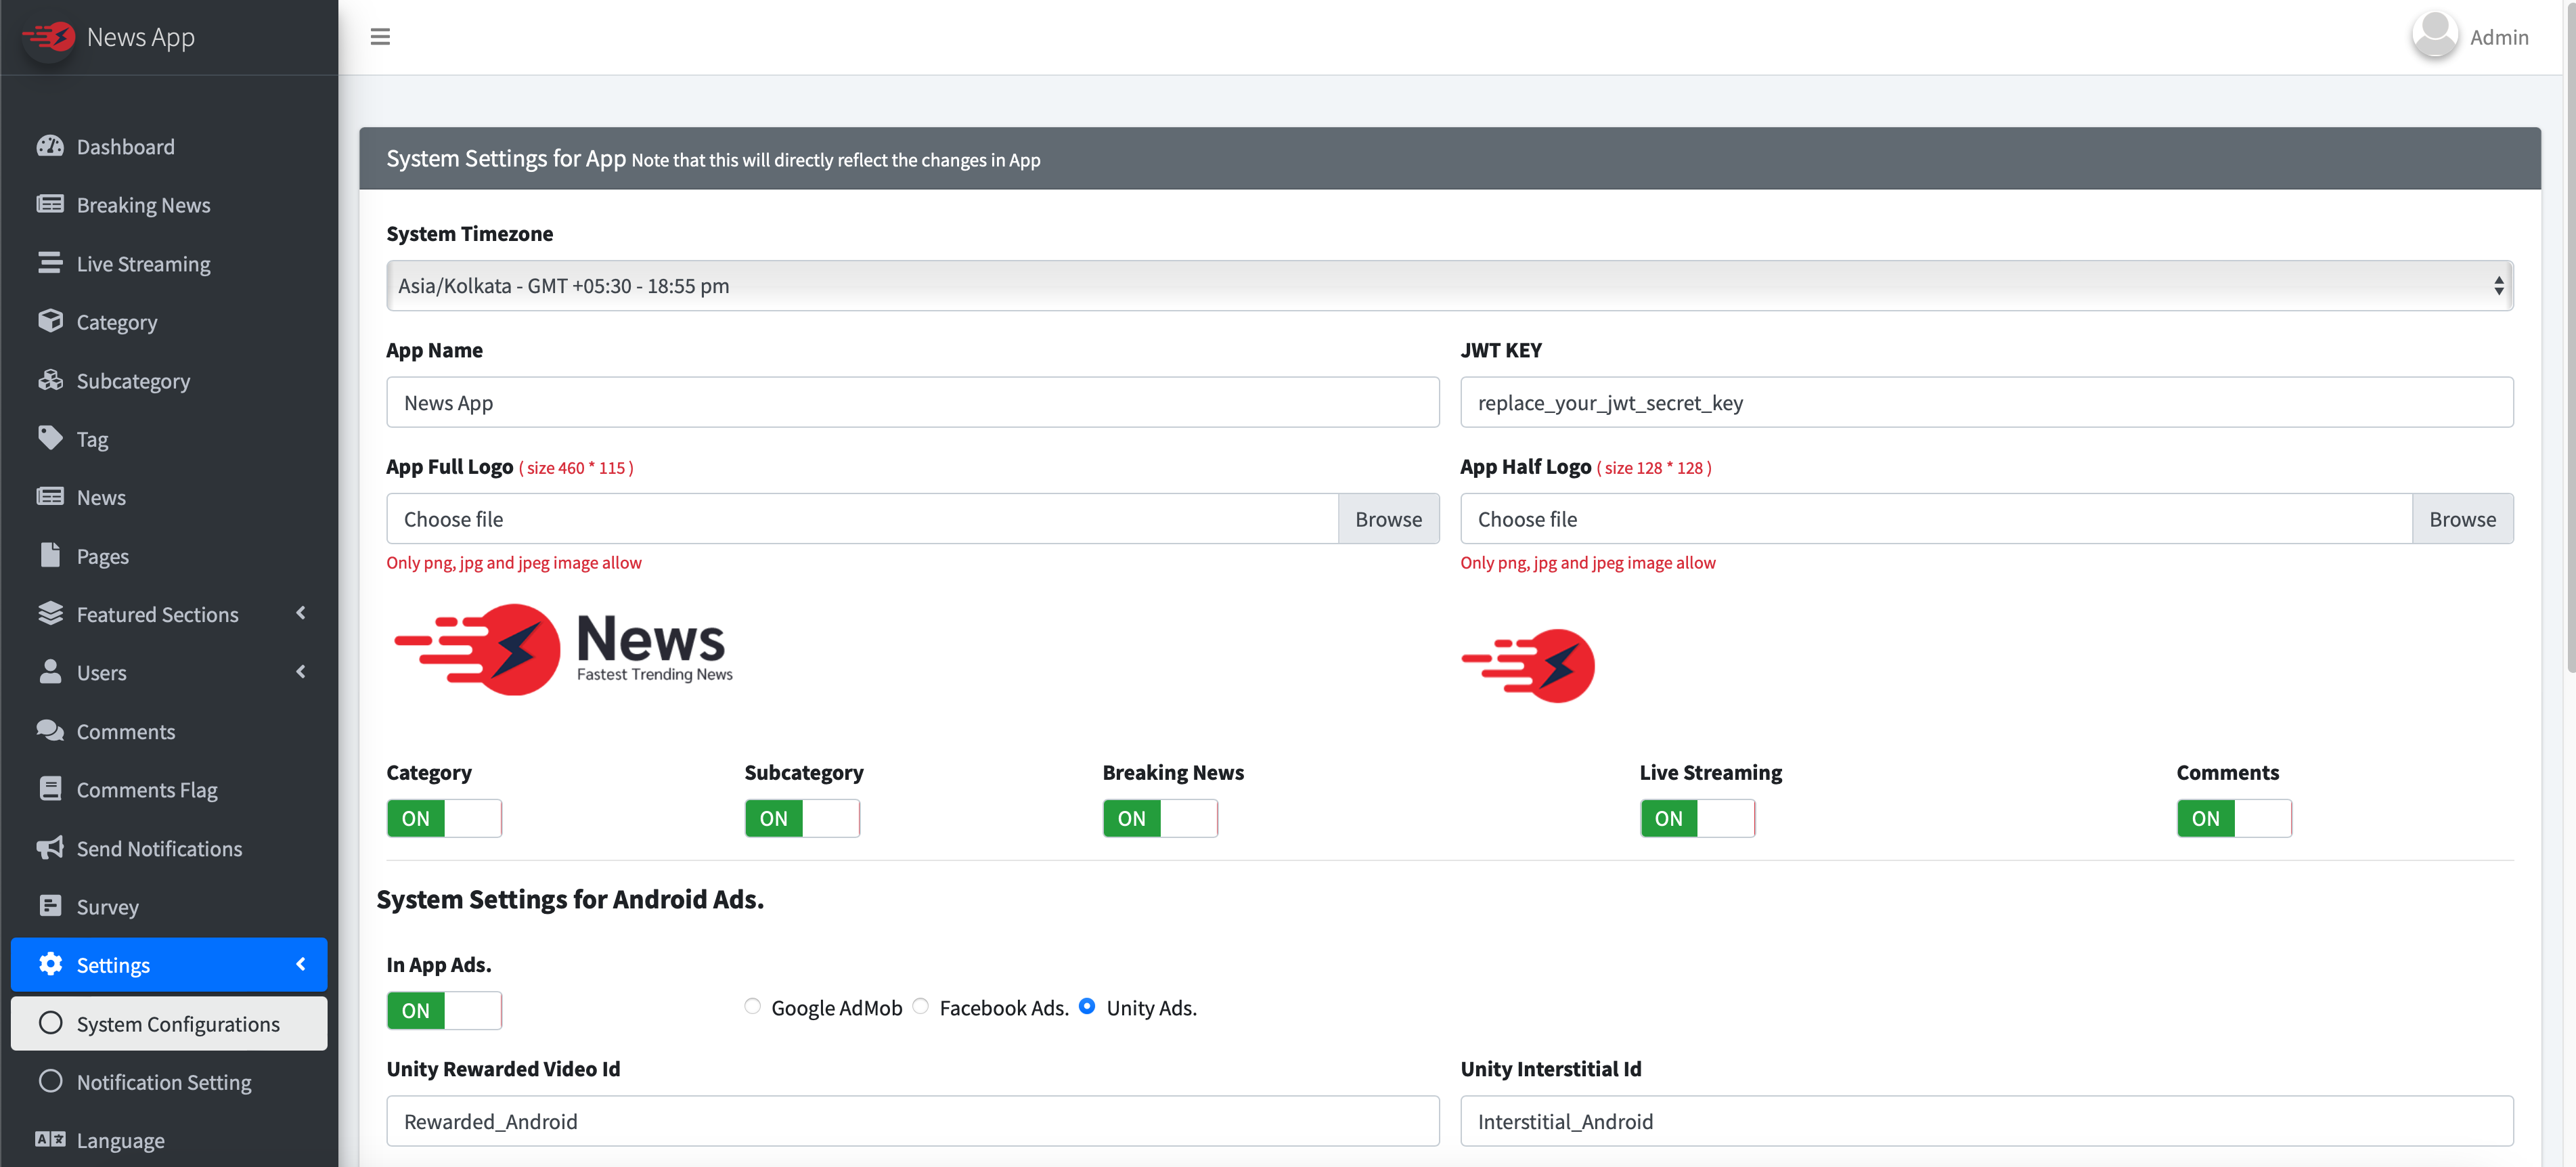 News App
Admin
Dashboard
Breaking News
Live Streaming
Category
Subcategory
Tag
News
Pages
Featured Sections
Users
Comments
Comments Flag
Send Notifications
Survey
Settings
System Configurations
Notification Setting
Language
System Settings for App Note that this will directly reflect the changes in App
System Timezone
Asia/Kolkata - GMT +05:30 - 18:55 pm
App Name
News App
JWT KEY
replace_your_jwt_secret_key
App Full Logo ( size 460 * 115 )
Choose file Browse
Only png, jpg and jpeg image allow
News
Fastest Trending News
App Half Logo ( size 128 * 128 )
Choose file Browse
Only png, jpg and jpeg image allow
Category Subcategory Breaking News Live Streaming Comments
ON ON ON ON ON
System Settings for Android Ads.
In App Ads.
ON Google AdMob Facebook Ads. Unity Ads.
Unity Rewarded Video Id
Rewarded_Android
Unity Interstitial Id
Interstitial_Android